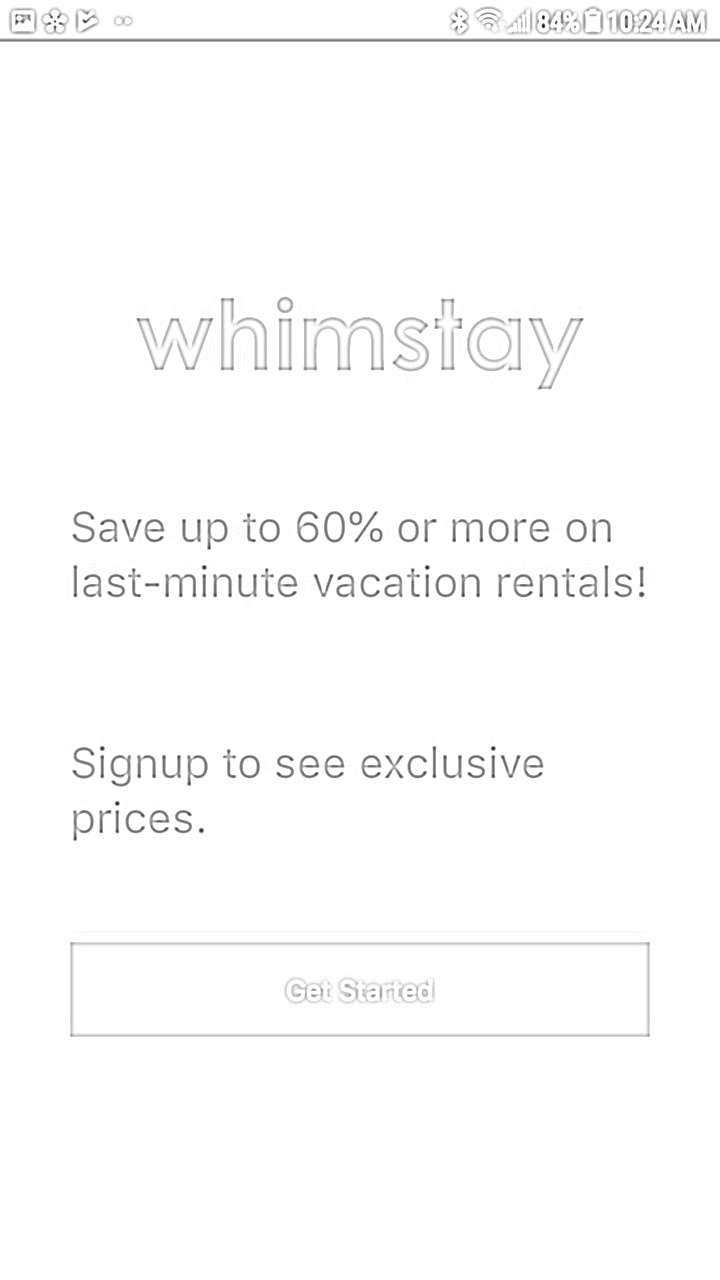 84% 10:24 AM
whimstay
Save up to 60% or more on
last-minute vacation rentals!
Signup to see exclusive
prices.
Get Started